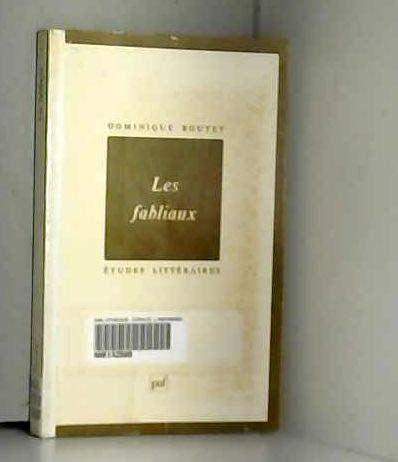 DOMINIQUE BOUTET
Les
fabliaux
ÉTUDES LITTÉRAIRES
puf